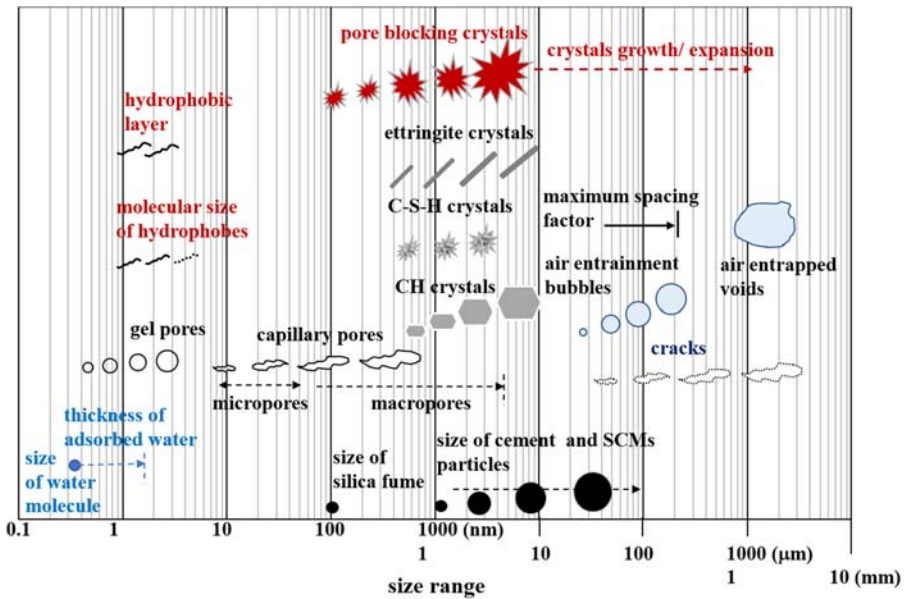 pore blocking crystals
crystals growth/ expansion
hydrophobic
layer
ettringite crystals
C-S-H crystals
maximum spacing
factor
molecular size
of hydrophobes
air entrainment
bubbles
air entrapped
voids
CH crystals
gel pores
capillary pores
cracks
micropores
macropores
thickness of
adsorbed water
size
of water
molecule
size of
silica fume
size of cement and SCMs
particles
0.1 1 10 100 1000 (nm)
1 10 100 1000 (μm)
1 10 (mm)
size range